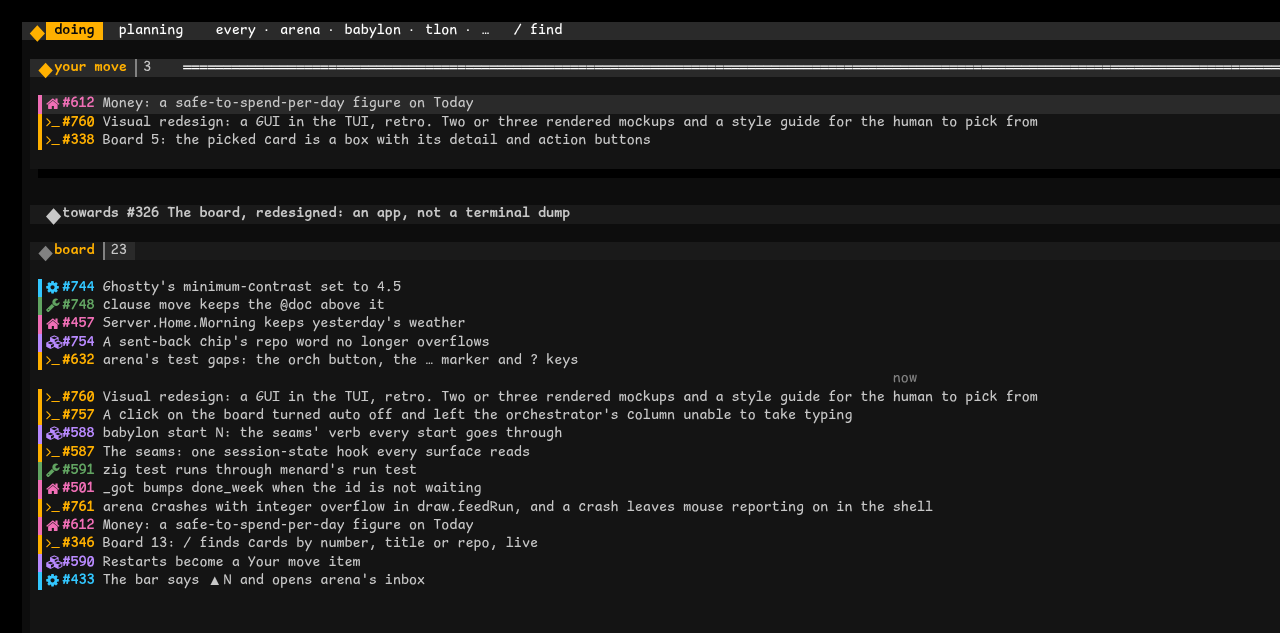 doing planning every · arena · babylon · tlon · … / find
your move 3
#612 Money: a safe-to-spend-per-day figure on Today
#760 Visual redesign: a GUI in the TUI, retro. Two or three rendered mockups and a style guide for the human to pick from
#338 Board 5: the picked card is a box with its detail and action buttons
towards #326 The board, redesigned: an app, not a terminal dump
board 23
#744 Ghostty's minimum-contrast set to 4.5
#748 clause move keeps the @doc above it
#457 Server.Home.Morning keeps yesterday's weather
#754 A sent-back chip's repo word no longer overflows
#632 arena's test gaps: the orch button, the … marker and ? keys
now
#760 Visual redesign: a GUI in the TUI, retro. Two or three rendered mockups and a style guide for the human to pick from
#757 A click on the board turned auto off and left the orchestrator's column unable to take typing
#588 babylon start N: the seams' verb every start goes through
#587 The seams: one session-state hook every surface reads
#591 zig test runs through menard's run test
#501 _got bumps done_week when the id is not waiting
#761 arena crashes with integer overflow in draw.feedRun, and a crash leaves mouse reporting on in the shell
#612 Money: a safe-to-spend-per-day figure on Today
#346 Board 13: / finds cards by number, title or repo, live
#590 Restarts become a Your move item
#433 The bar says ▲N and opens arena's inbox